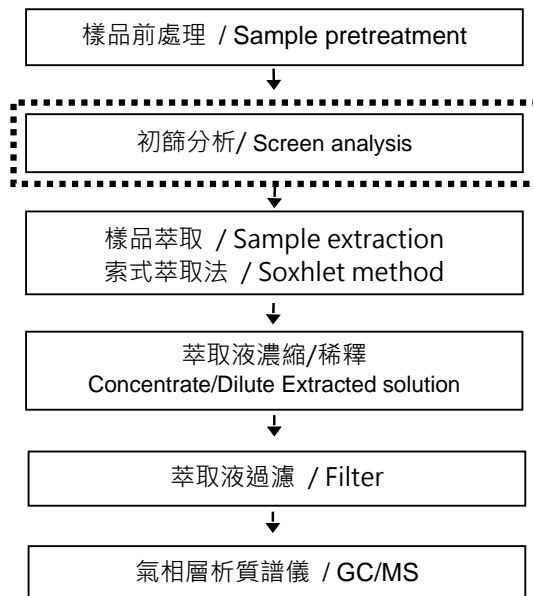 樣品前處理 / Sample pretreatment
初篩分析/ Screen analysis
樣品萃取 / Sample extraction
索式萃取法 / Soxhlet method
萃取液濃縮/稀釋
Concentrate/Dilute Extracted solution
萃取液過濾 / Filter
氣相層析質譜儀 / GC/MS